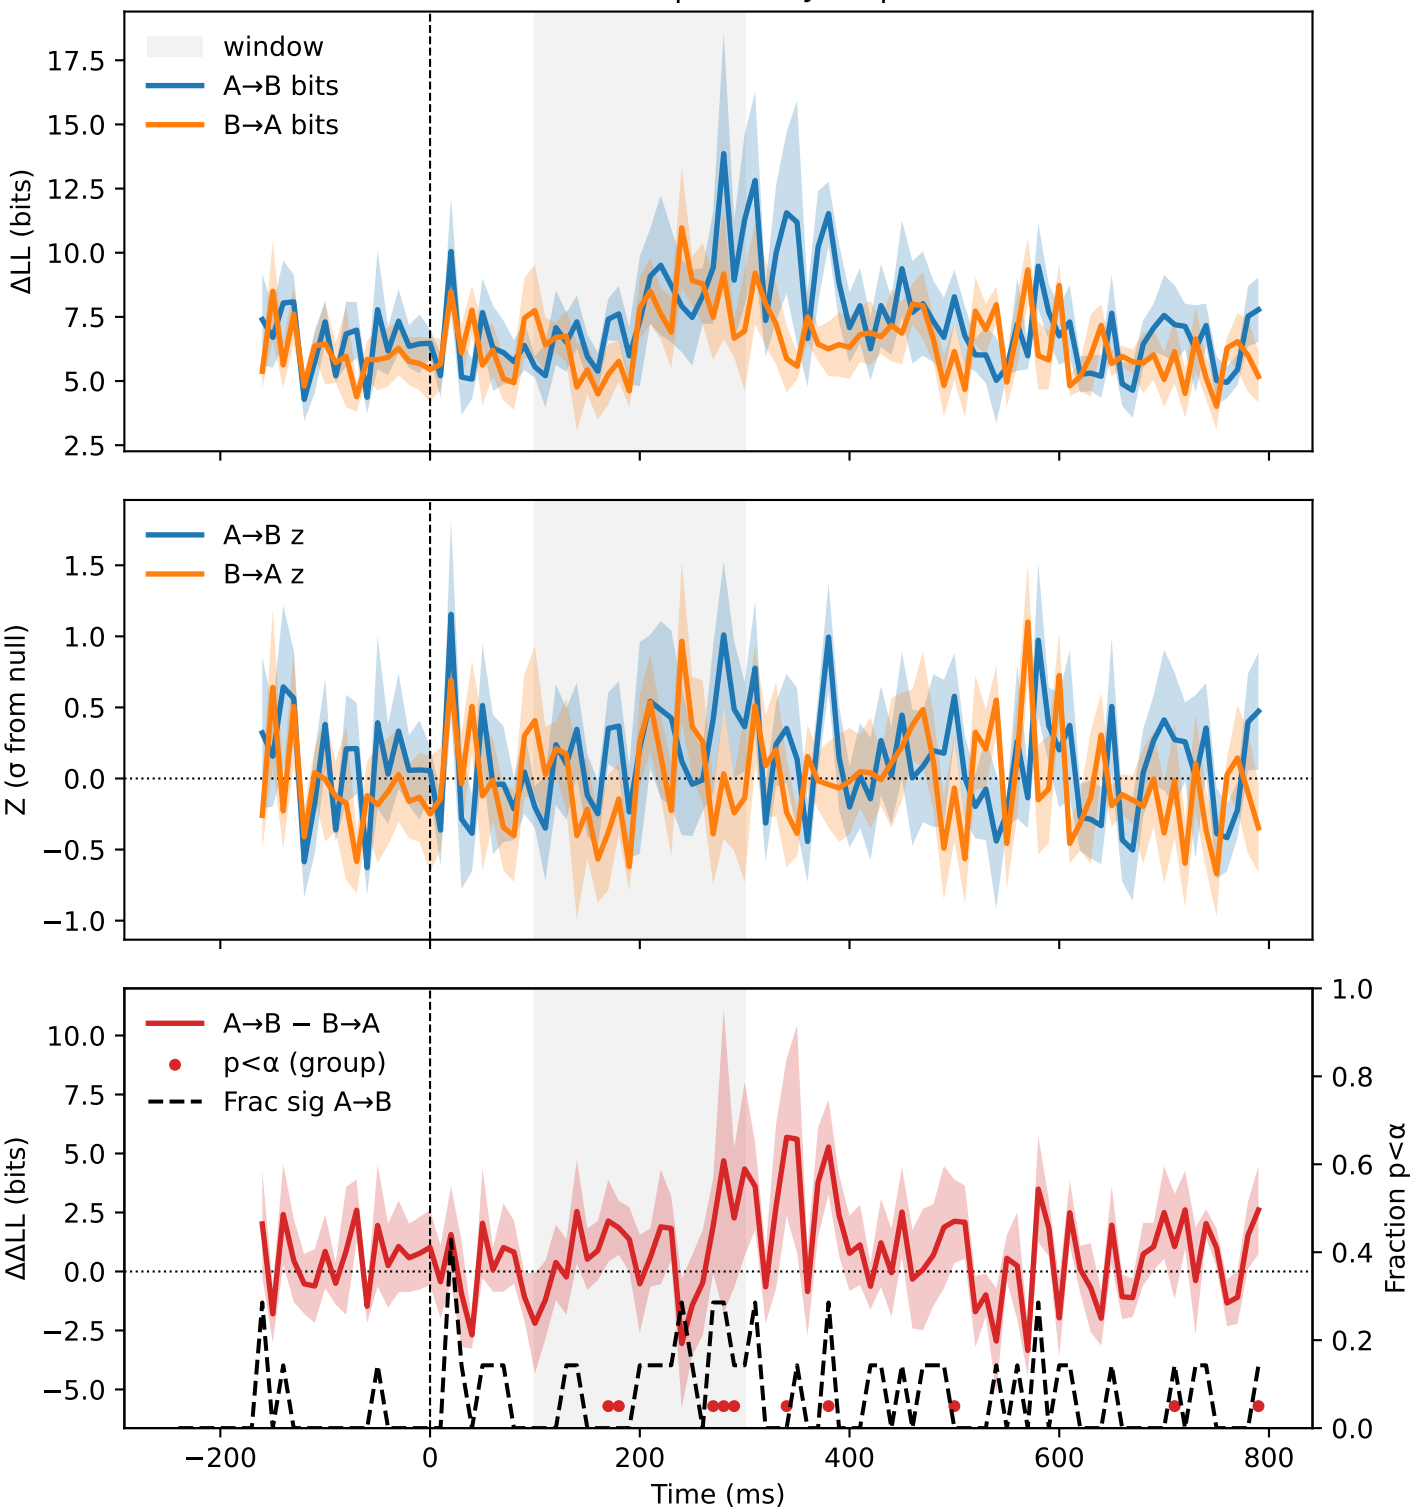 window
A→B bits
B→A bits
17.5
15.0
12.5
10.0
7.5
5.0
2.5
ΔLL (bits)
A→B z
B→A z
1.5
1.0
0.5
0.0
−0.5
−1.0
Z (σ from null)
A→B − B→A
p<α (group)
Frac sig A→B
10.0
7.5
5.0
2.5
0.0
−2.5
−5.0
ΔΔLL (bits)
1.0
0.8
0.6
0.4
0.2
0.0
Fraction p<α
−200 0 200 400 600 800
Time (ms)